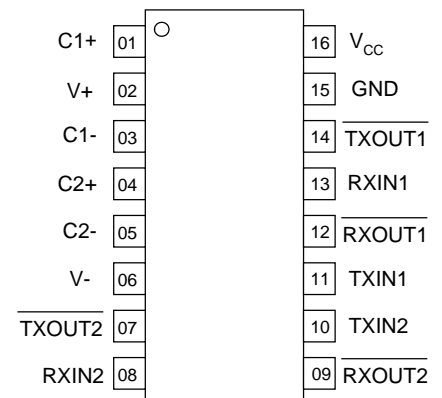 C1+ 01 16 VCC
V+ 02 15 GND
C1- 03 14 TXOUT1
C2+ 04 13 RXIN1
C2- 05 12 RXOUT1
V- 06 11 TXIN1
TXOUT2 07 10 TXIN2
RXIN2 08 09 RXOUT2